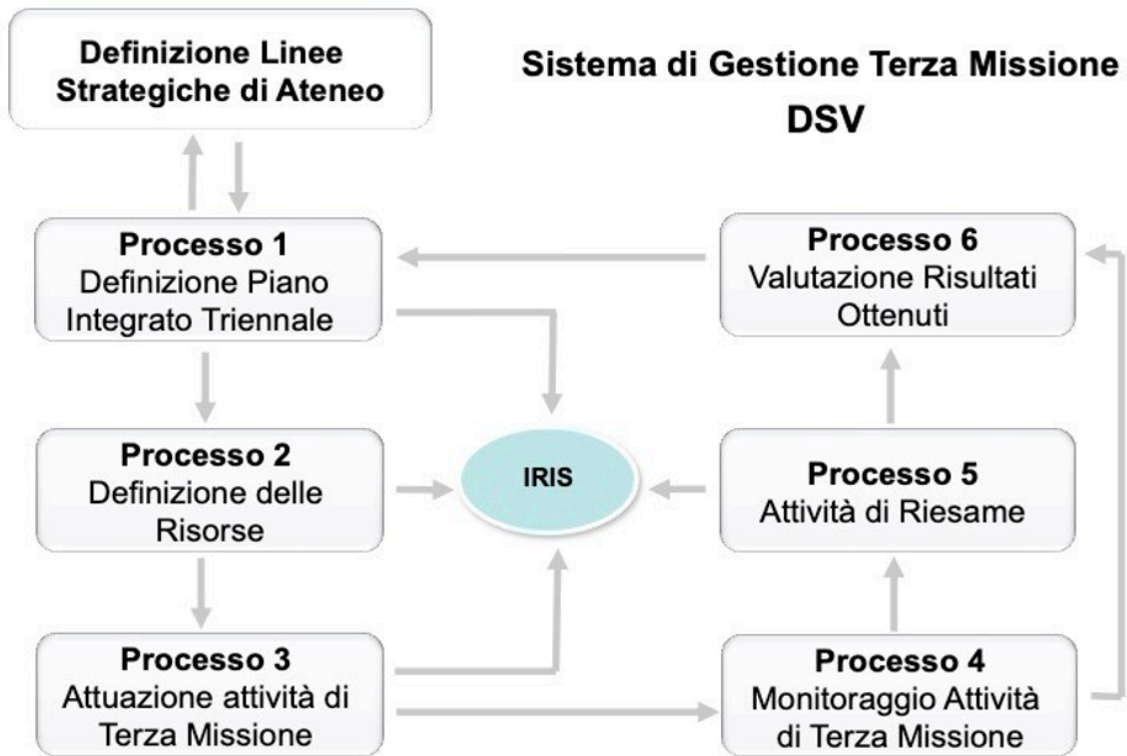 Definizione Linee
Strategiche di Ateneo
Sistema di Gestione Terza Missione
DSV
Processo 1
Definizione Piano
Integrato Triennale
Processo 6
Valutazione Risultati
Ottenuti
Processo 2
Definizione delle
Risorse
IRIS
Processo 5
Attività di Riesame
Processo 3
Attuazione attività di
Terza Missione
Processo 4
Monitoraggio Attività
di Terza Missione